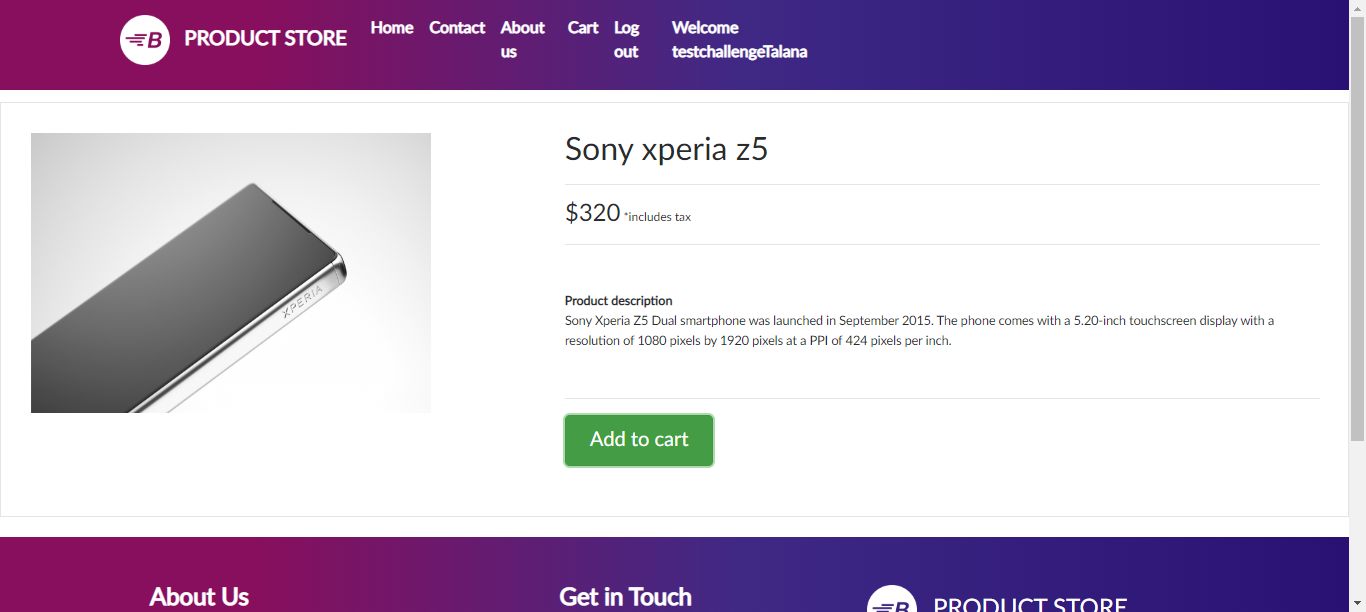 B PRODUCT STORE Home Contact About us Cart Log out Welcome testchallengeTalana
Sony xperia z5
$320 *includes tax
Product description
Sony Xperia Z5 Dual smartphone was launched in September 2015. The phone comes with a 5.20-inch touchscreen display with a
resolution of 1080 pixels by 1920 pixels at a PPI of 424 pixels per inch.
XPERIA
Add to cart
About Us
Get in Touch
B PRODUCT STORE